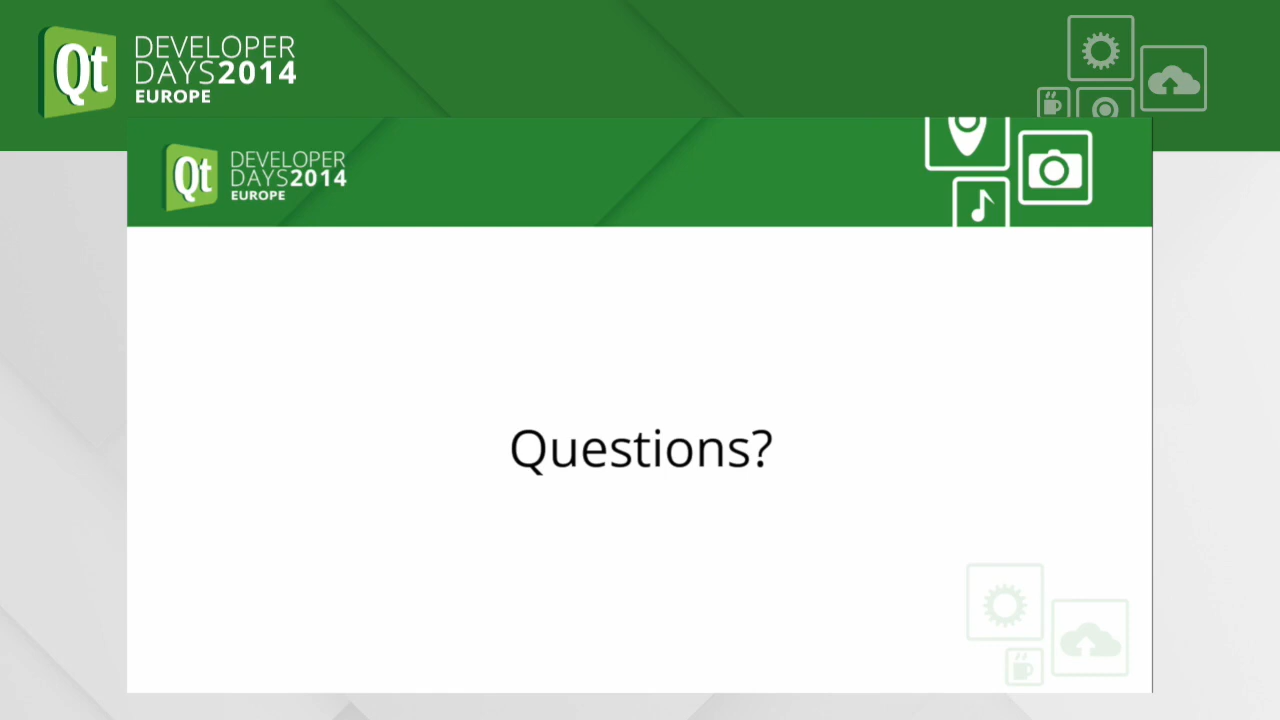 Qt DEVELOPER
DAYS2014
EUROPE
Qt DEVELOPER
DAYS2014
EUROPE
Questions?